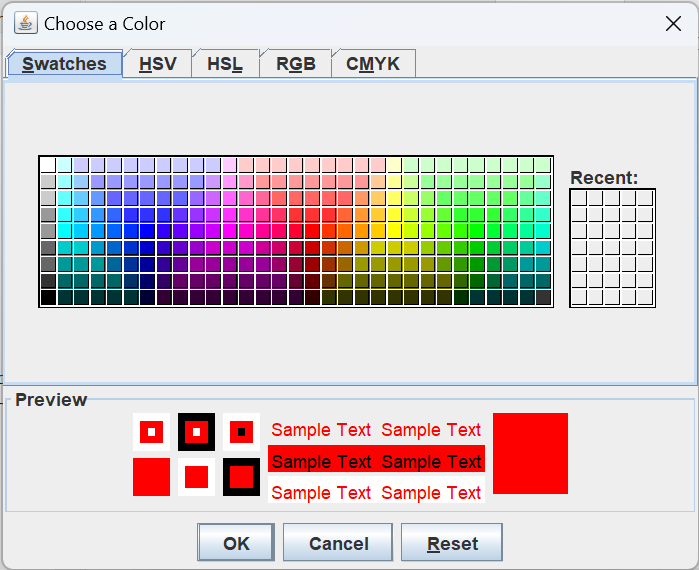 Choose a Color
Swatches HSV HSL RGB CMYK
Recent:
Preview
Sample Text Sample Text
Sample Text Sample Text
Sample Text Sample Text
OK Cancel Reset